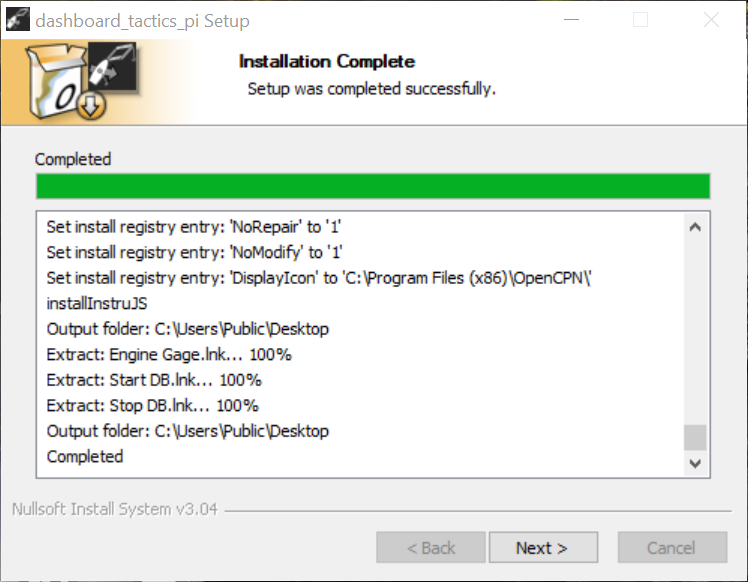 dashboard_tactics_pi Setup
Installation Complete
Setup was completed successfully.
Completed
Set install registry entry: 'NoRepair' to '1'
Set install registry entry: 'NoModify' to '1'
Set install registry entry: 'DisplayIcon' to 'C:\Program Files (x86)\OpenCPN\'
installInstruJS
Output folder: C:\Users\Public\Desktop
Extract: Engine Gage.lnk... 100%
Extract: Start DB.lnk... 100%
Extract: Stop DB.lnk... 100%
Output folder: C:\Users\Public\Desktop
Completed
Nullsoft Install System v3.04
< Back
Next >
Cancel